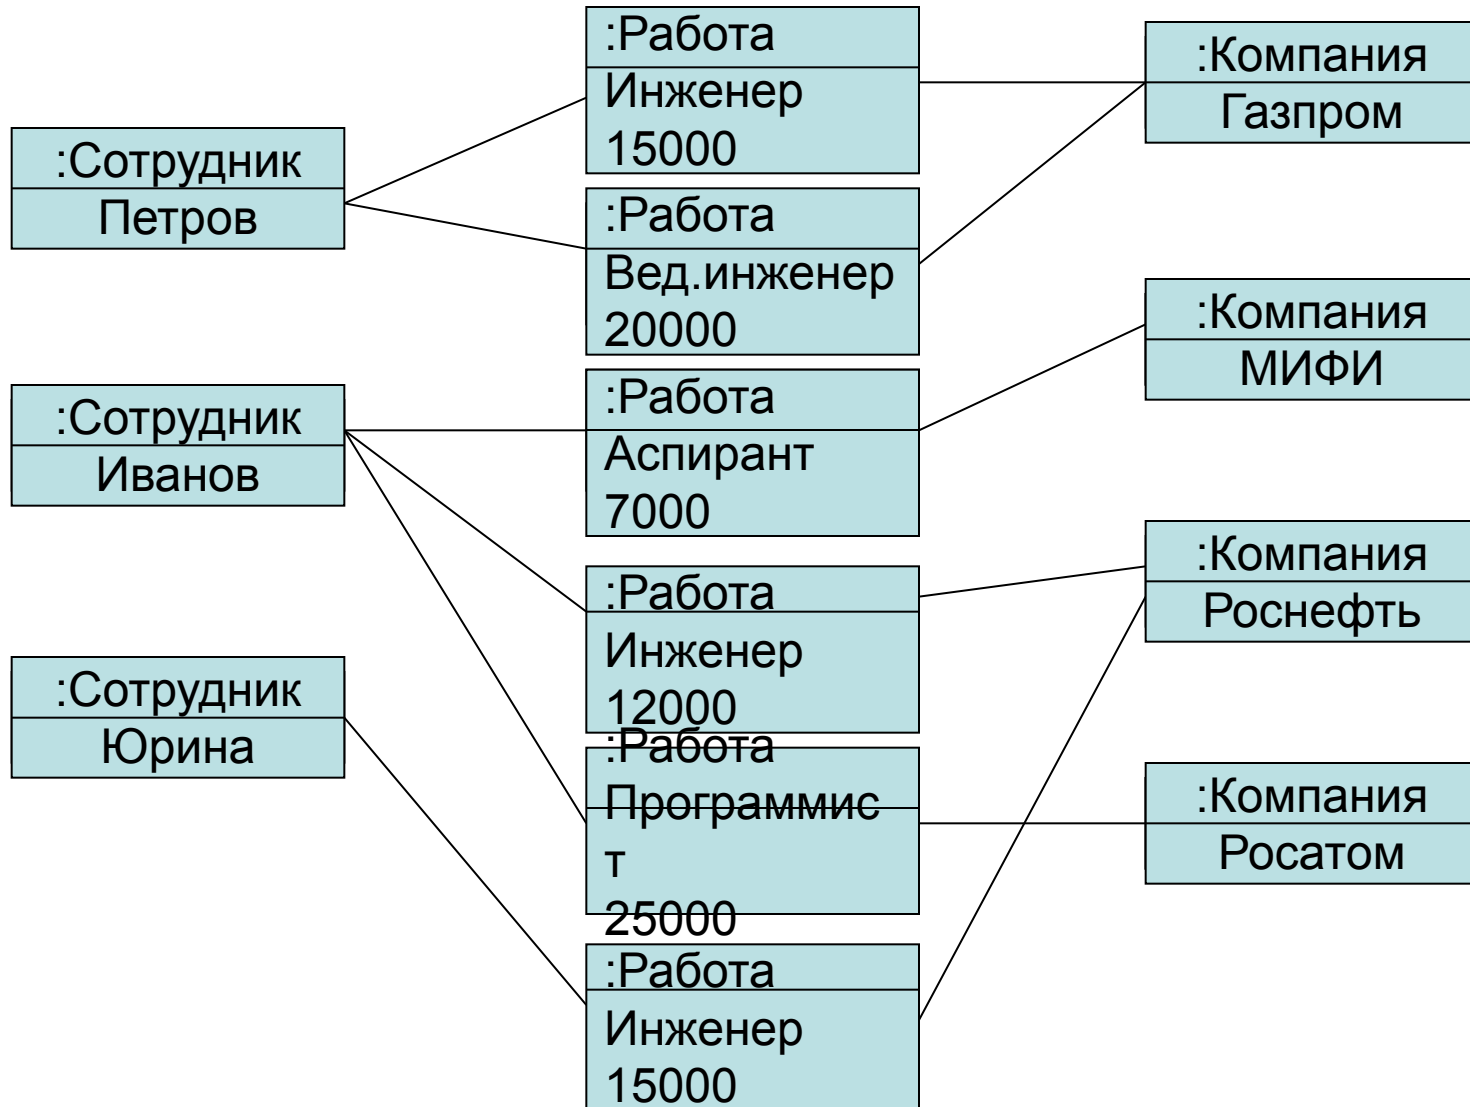 :Сотрудник
Петров
:Сотрудник
Иванов
:Сотрудник
Юрина
:Работа
Инженер
15000
:Работа
Вед.инженер
20000
:Работа
Аспирант
7000
:Работа
Инженер
12000
:Работа
Программис
т
25000
:Работа
Инженер
15000
:Компания
Газпром
:Компания
МИФИ
:Компания
Роснефть
:Компания
Росатом